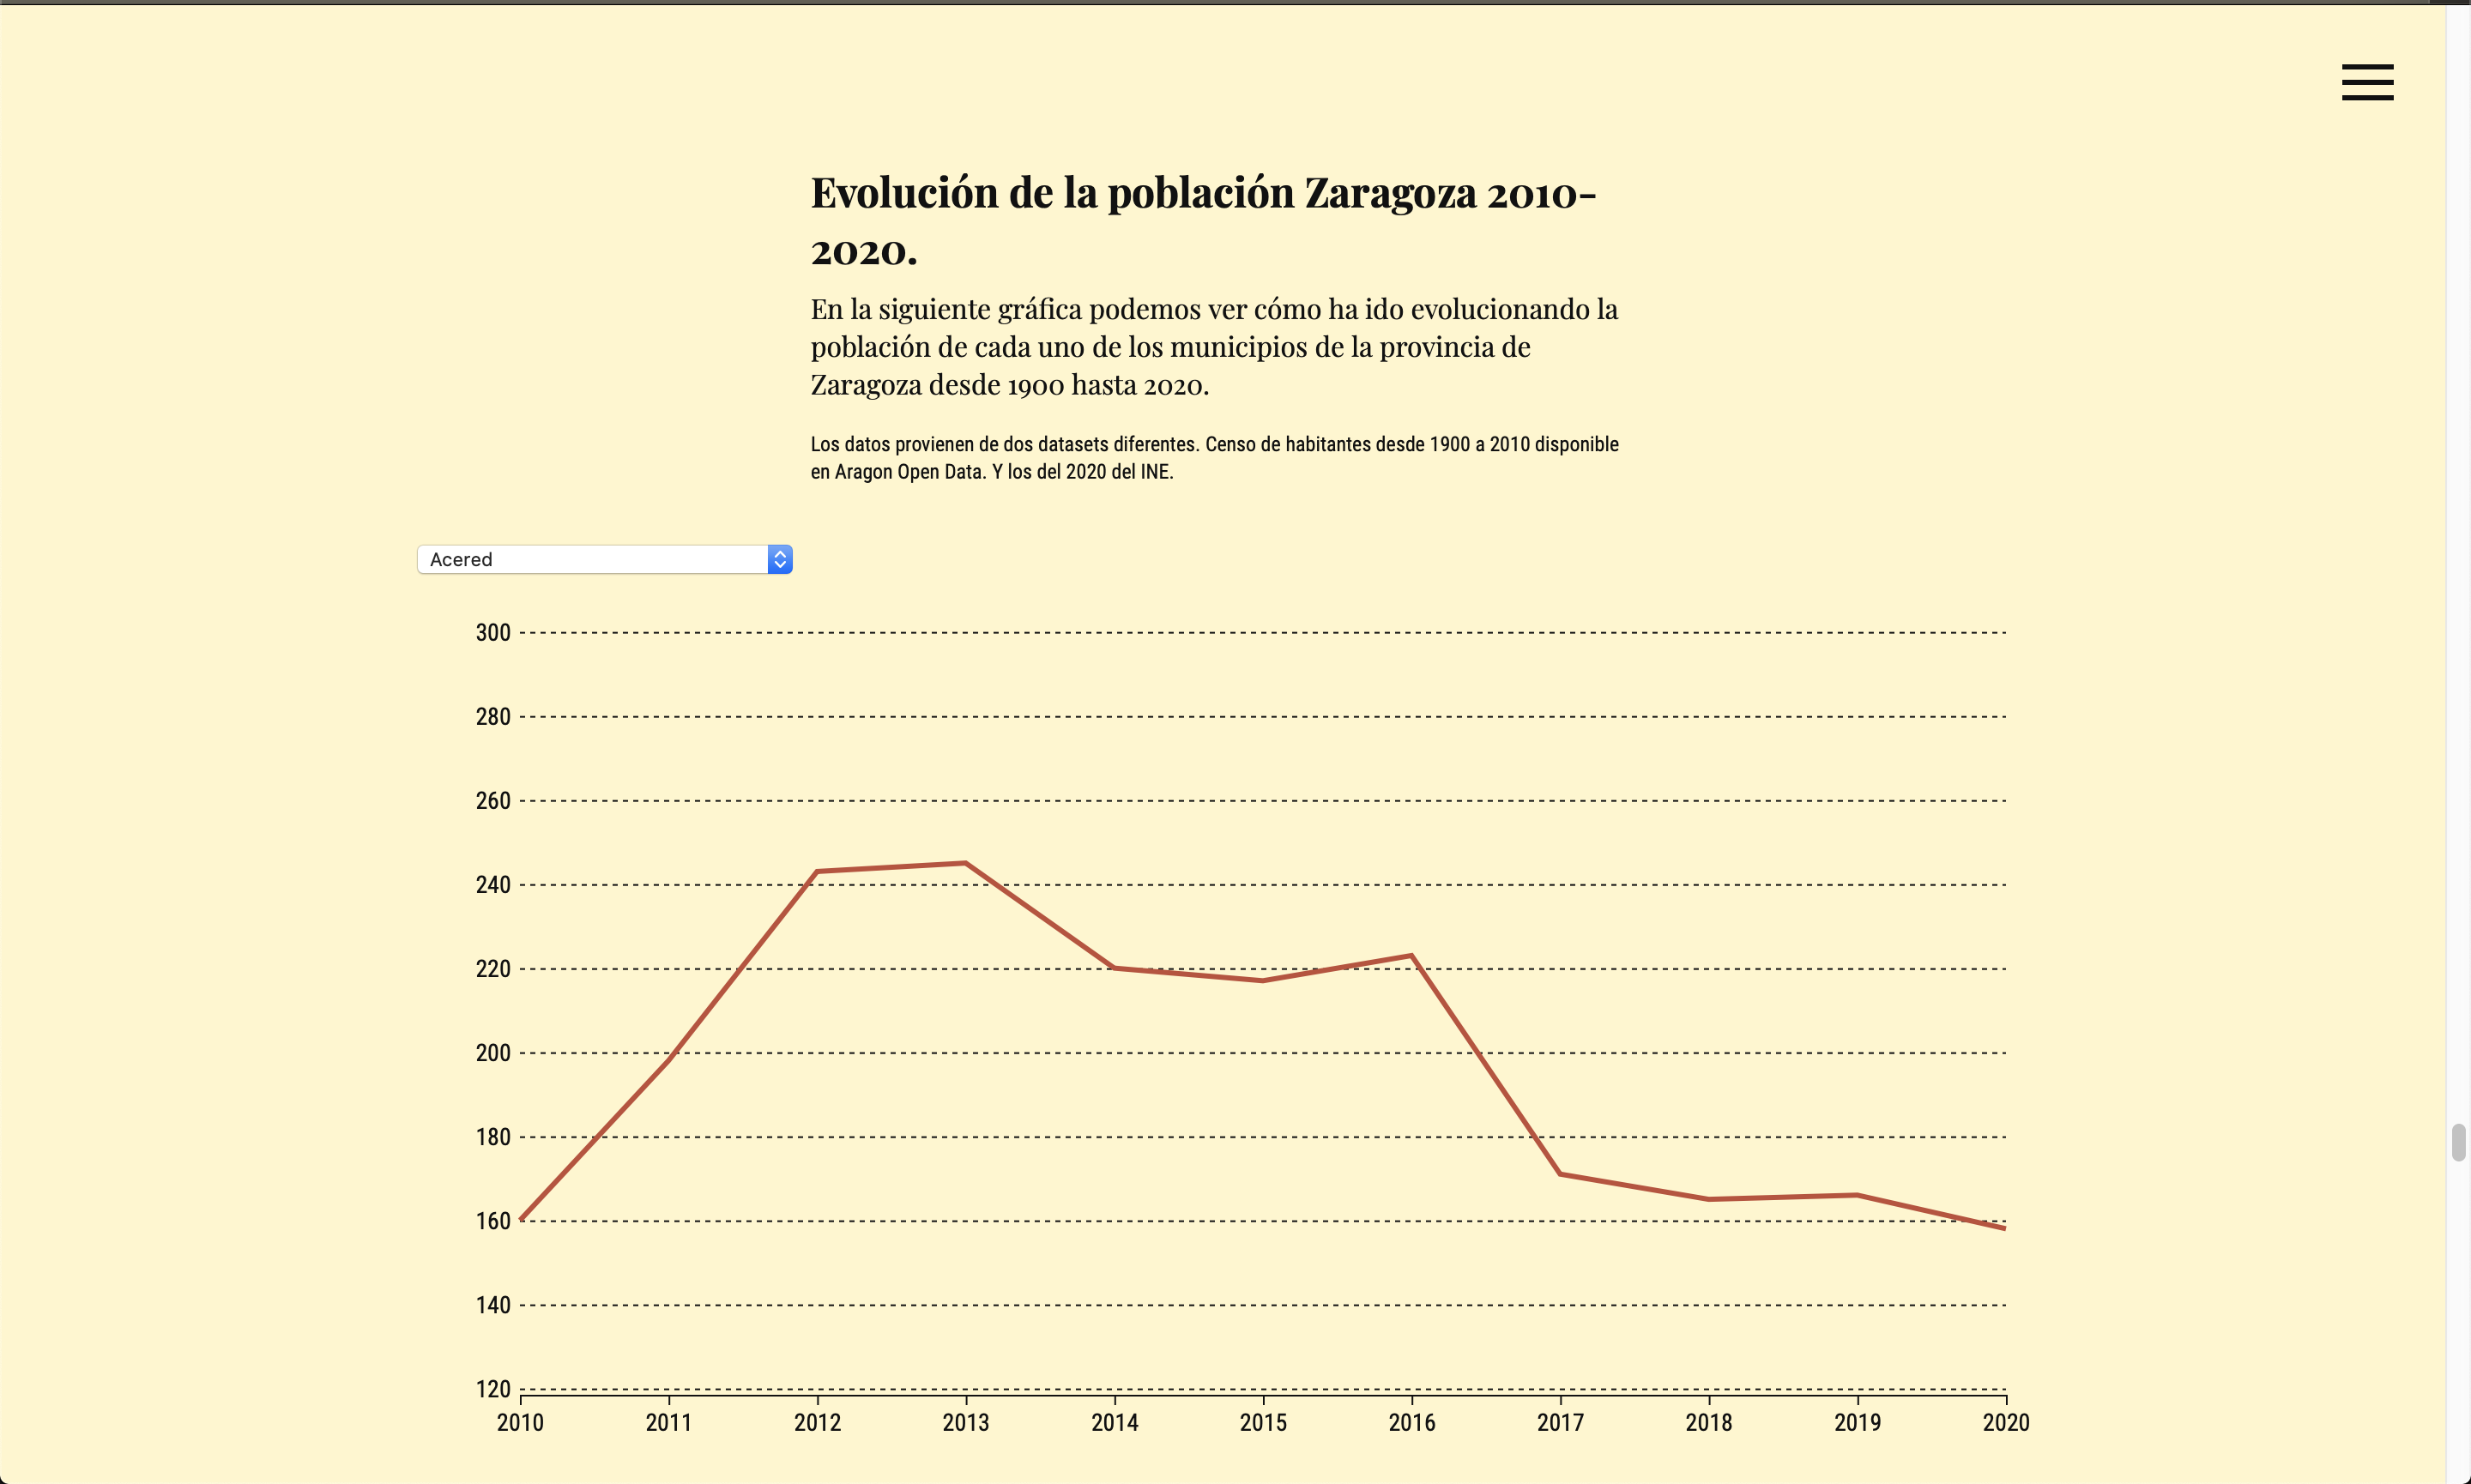 Evolución de la población Zaragoza 2010-
2020.
En la siguiente gráfica podemos ver cómo ha ido evolucionando la
población de cada uno de los municipios de la provincia de
Zaragoza desde 1900 hasta 2020.
Los datos provienen de dos datasets diferentes. Censo de habitantes desde 1900 a 2010 disponible
en Aragon Open Data. Y los del 2020 del INE.
Acered
300
280
260
240
220
200
180
160
140
120
2010 2011 2012 2013 2014 2015 2016 2017 2018 2019 2020